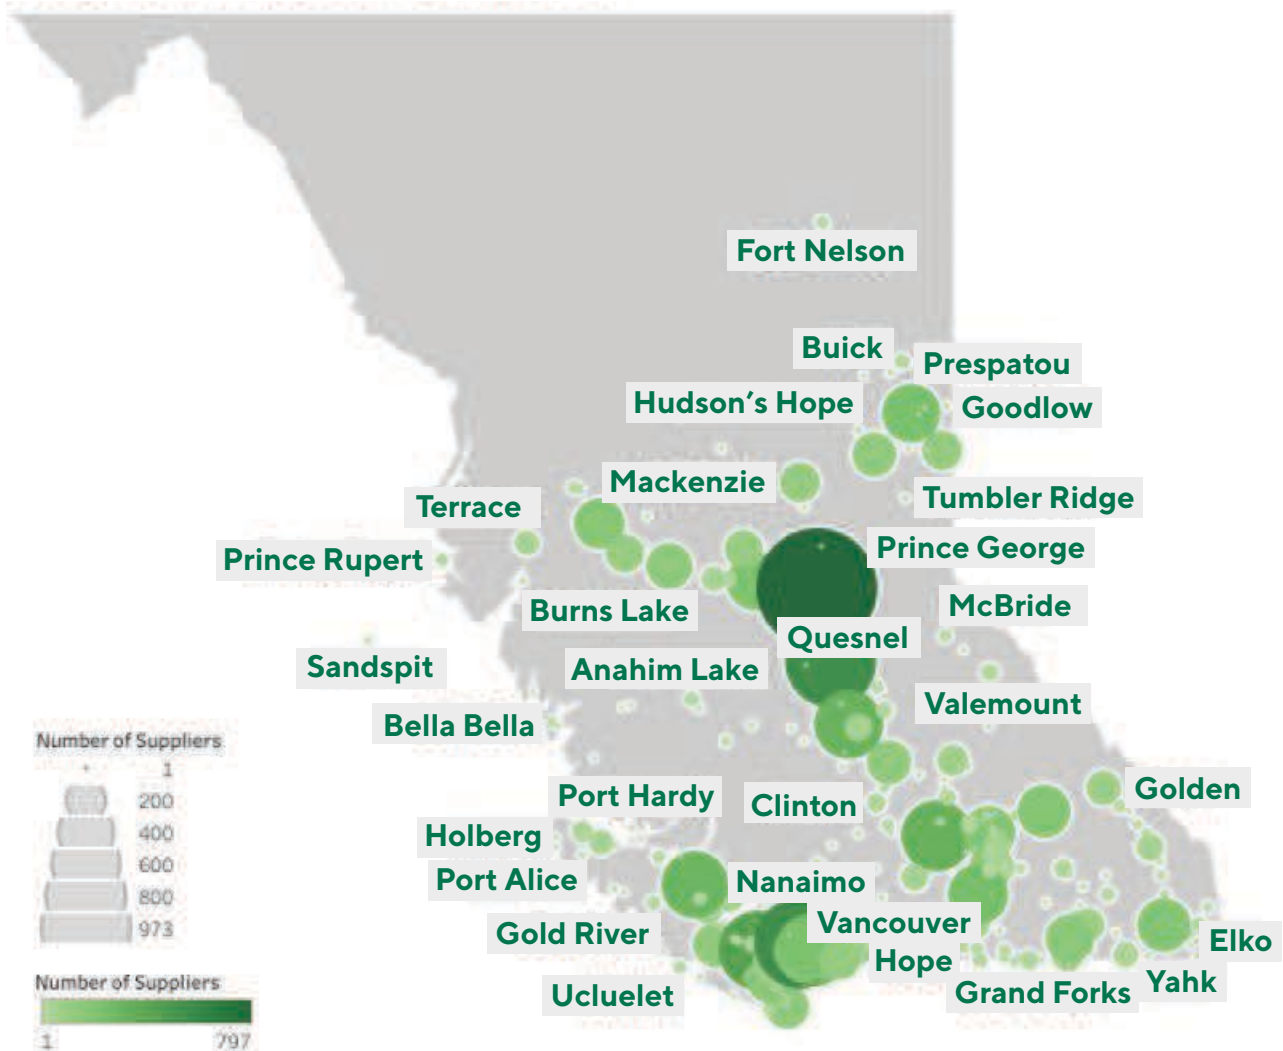 Fort Nelson
Buick
Prespatou
Hudson's Hope
Goodlow
Mackenzie
Tumbler Ridge
Terrace
Prince George
Prince Rupert
Burns Lake
McBride
Quesnel
Sandspit
Anahim Lake
Valemount
Bella Bella
Number of Suppliers
1
200
400
600
800
973
Port Hardy
Clinton
Golden
Holberg
Port Alice
Nanaimo
Gold River
Vancouver
Elko
Hope
Yahk
Grand Forks
Ucluelet
Number of Suppliers
1
797